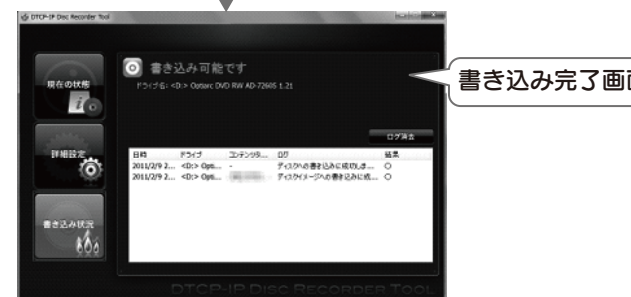 DTCP-IP Disc Recorder Tool
書き込み可能です
ドライブ名: <D:> Optiarc DVD RW AD-7260S 1.21
現在の状態
書き込み完了画面
ログ消去
詳細設定
日時 ドライブ コンテンツタ... ログ 結果
2011/2/9 2... <D:> Opti... - ディスクへの書き込みに成功しま... ○
2011/2/9 2... <D:> Opti... ディスクイメージへの書き込みに成... ○
書き込み状況
DTCP-IP DISC RECORDER TOOL